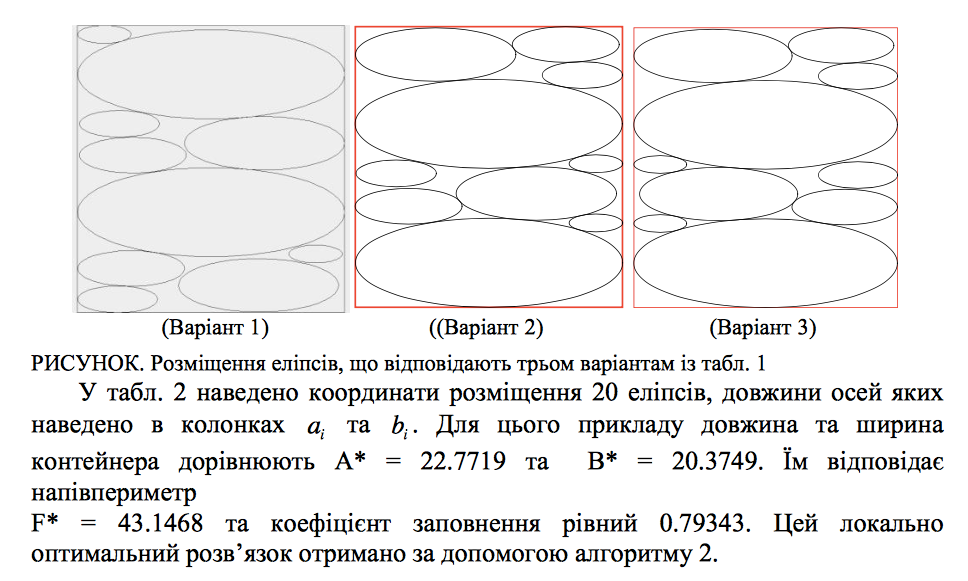 (Варіант 1)
((Варіант 2)
(Варіант 3)
РИСУНОК. Розміщення еліпсів, що відповідають трьом варіантам із табл. 1
У табл. 2 наведено координати розміщення 20 еліпсів, довжини осей яких
наведено в колонках aᵢ та bᵢ. Для цього прикладу довжина та ширина
контейнера дорівнюють A* = 22.7719 та B* = 20.3749. Їм відповідає
напівпериметр
F* = 43.1468 та коефіцієнт заповнення рівний 0.79343. Цей локально
оптимальний розв’язок отримано за допомогою алгоритму 2.